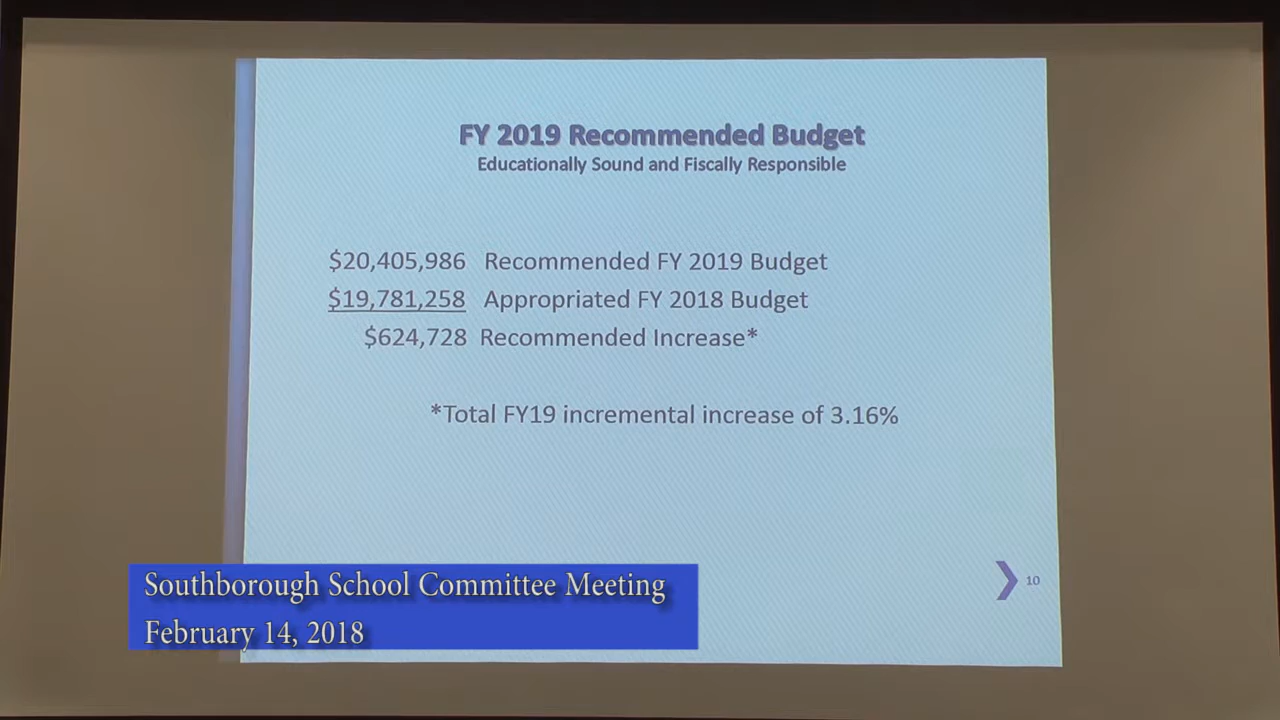 FY 2019 Recommended Budget
Educationally Sound and Fiscally Responsible
$20,405,986 Recommended FY 2019 Budget
$19,781,258 Appropriated FY 2018 Budget
$624,728 Recommended Increase*
*Total FY19 incremental increase of 3.16%
10
Southborough School Committee Meeting
February 14, 2018